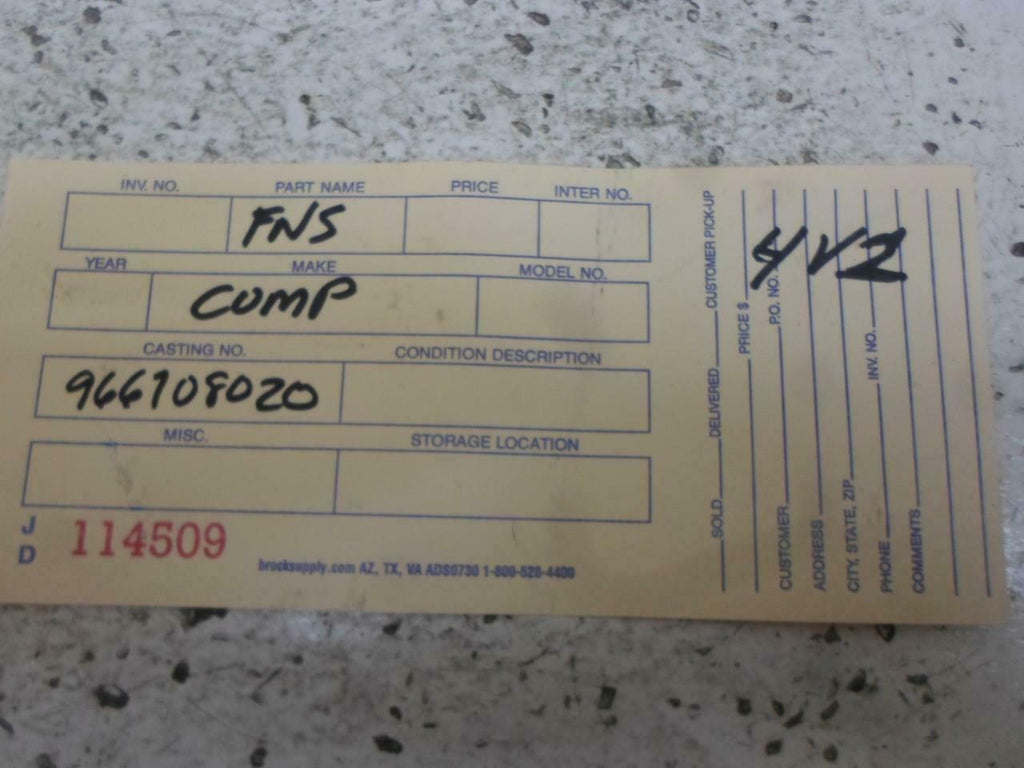 INV. NO. PART NAME PRICE INTER NO.
FNS
YEAR MAKE MODEL NO.
COMP
CASTING NO. CONDITION DESCRIPTION
966108020
MISC. STORAGE LOCATION
J D 114509
brocksupply.com AZ, TX, VA ADS0730 1-800-528-4400
SOLD DELIVERED CUSTOMER PICK-UP
PRICE $
CUSTOMER P.O. NO.
ADDRESS
CITY, STATE, ZIP
PHONE INV. NO.
COMMENTS